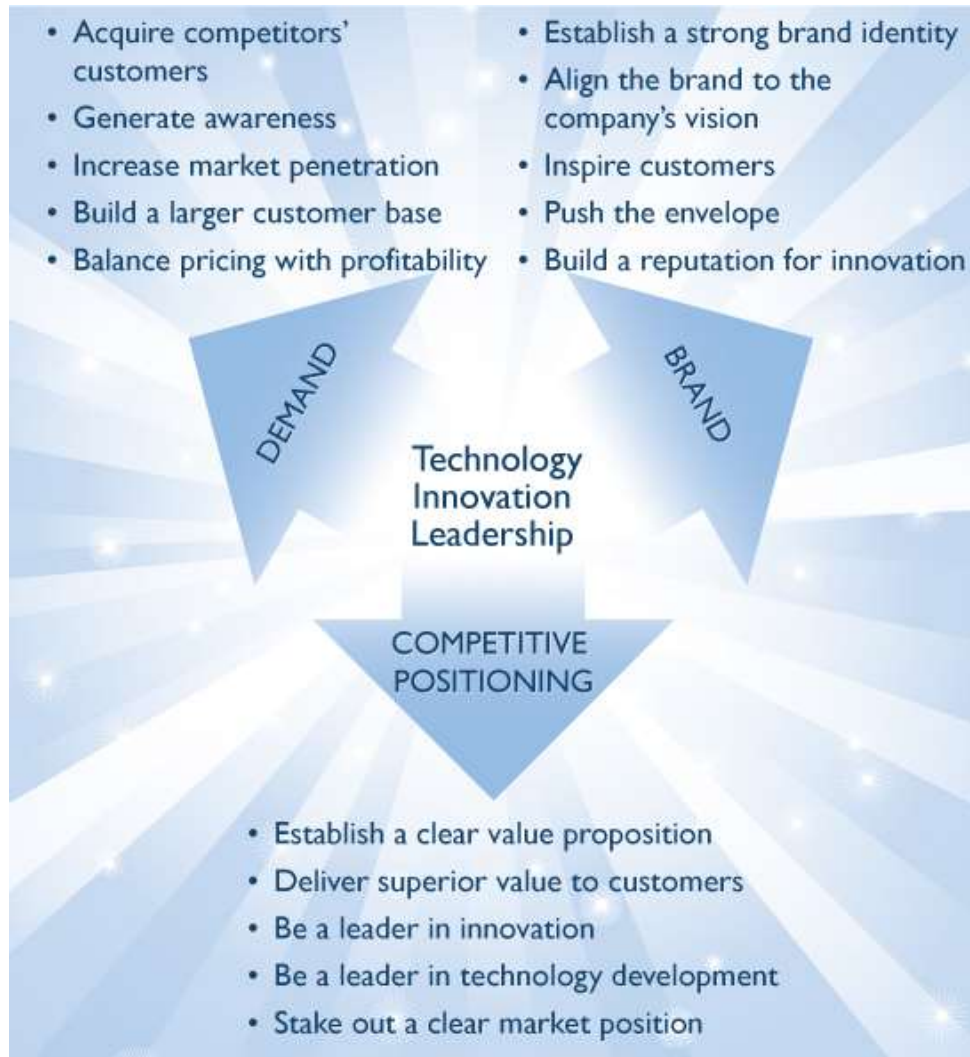 • Acquire competitors'
customers
• Generate awareness
• Increase market penetration
• Build a larger customer base
• Balance pricing with profitability
• Establish a strong brand identity
• Align the brand to the
company's vision
• Inspire customers
• Push the envelope
• Build a reputation for innovation
DEMAND
BRAND
Technology
Innovation
Leadership
COMPETITIVE
POSITIONING
• Establish a clear value proposition
• Deliver superior value to customers
• Be a leader in innovation
• Be a leader in technology development
• Stake out a clear market position